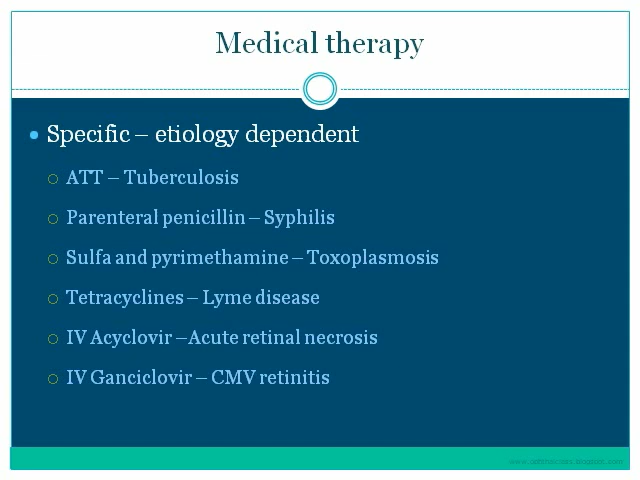 Medical therapy
Specific – etiology dependent
ATT – Tuberculosis
Parenteral penicillin – Syphilis
Sulfa and pyrimethamine – Toxoplasmosis
Tetracyclines – Lyme disease
IV Acyclovir –Acute retinal necrosis
IV Ganciclovir – CMV retinitis